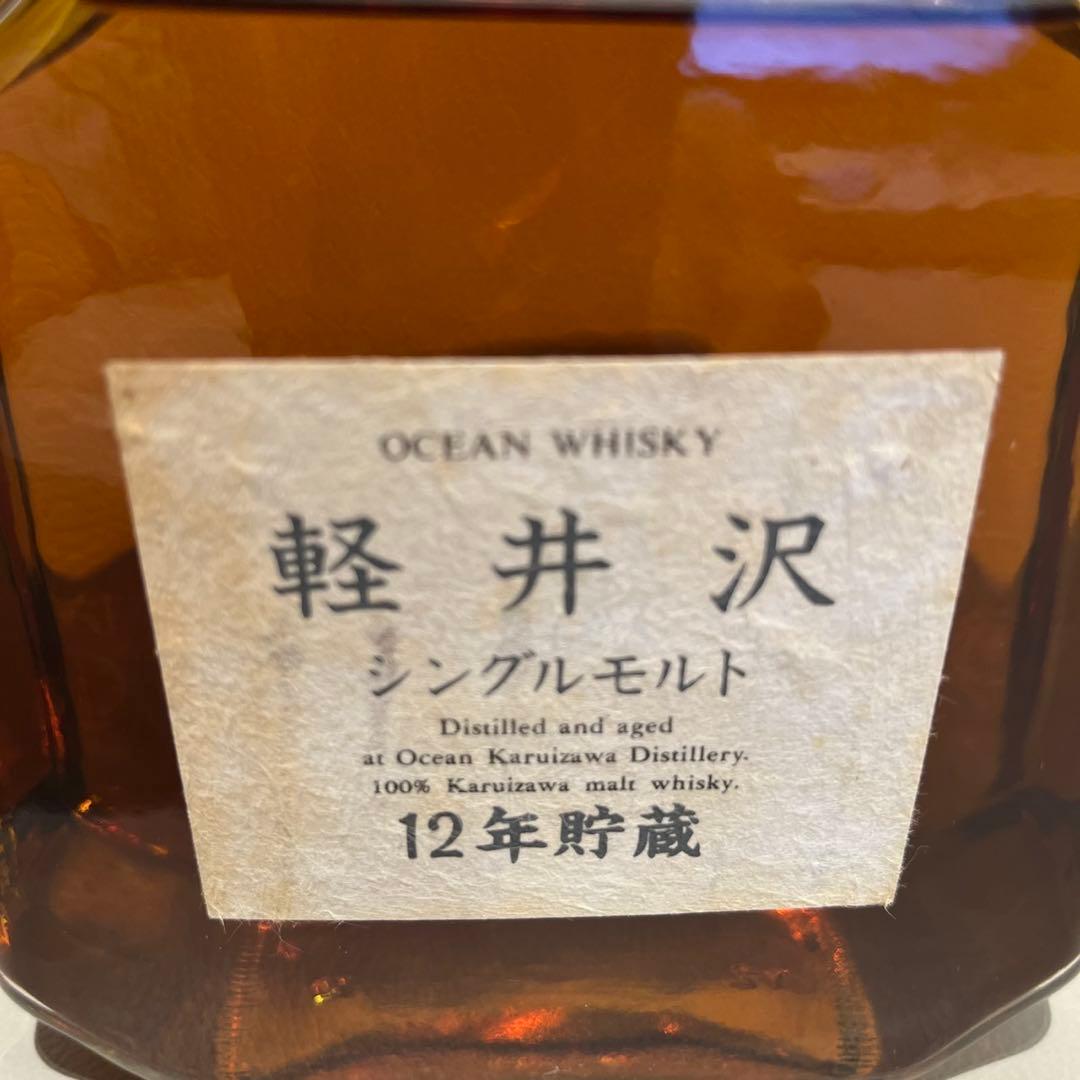 OCEAN WHISKY
軽井沢
シングルモルト
Distilled and aged
at Ocean Karuizawa Distillery.
100% Karuizawa malt whisky.
12年貯蔵